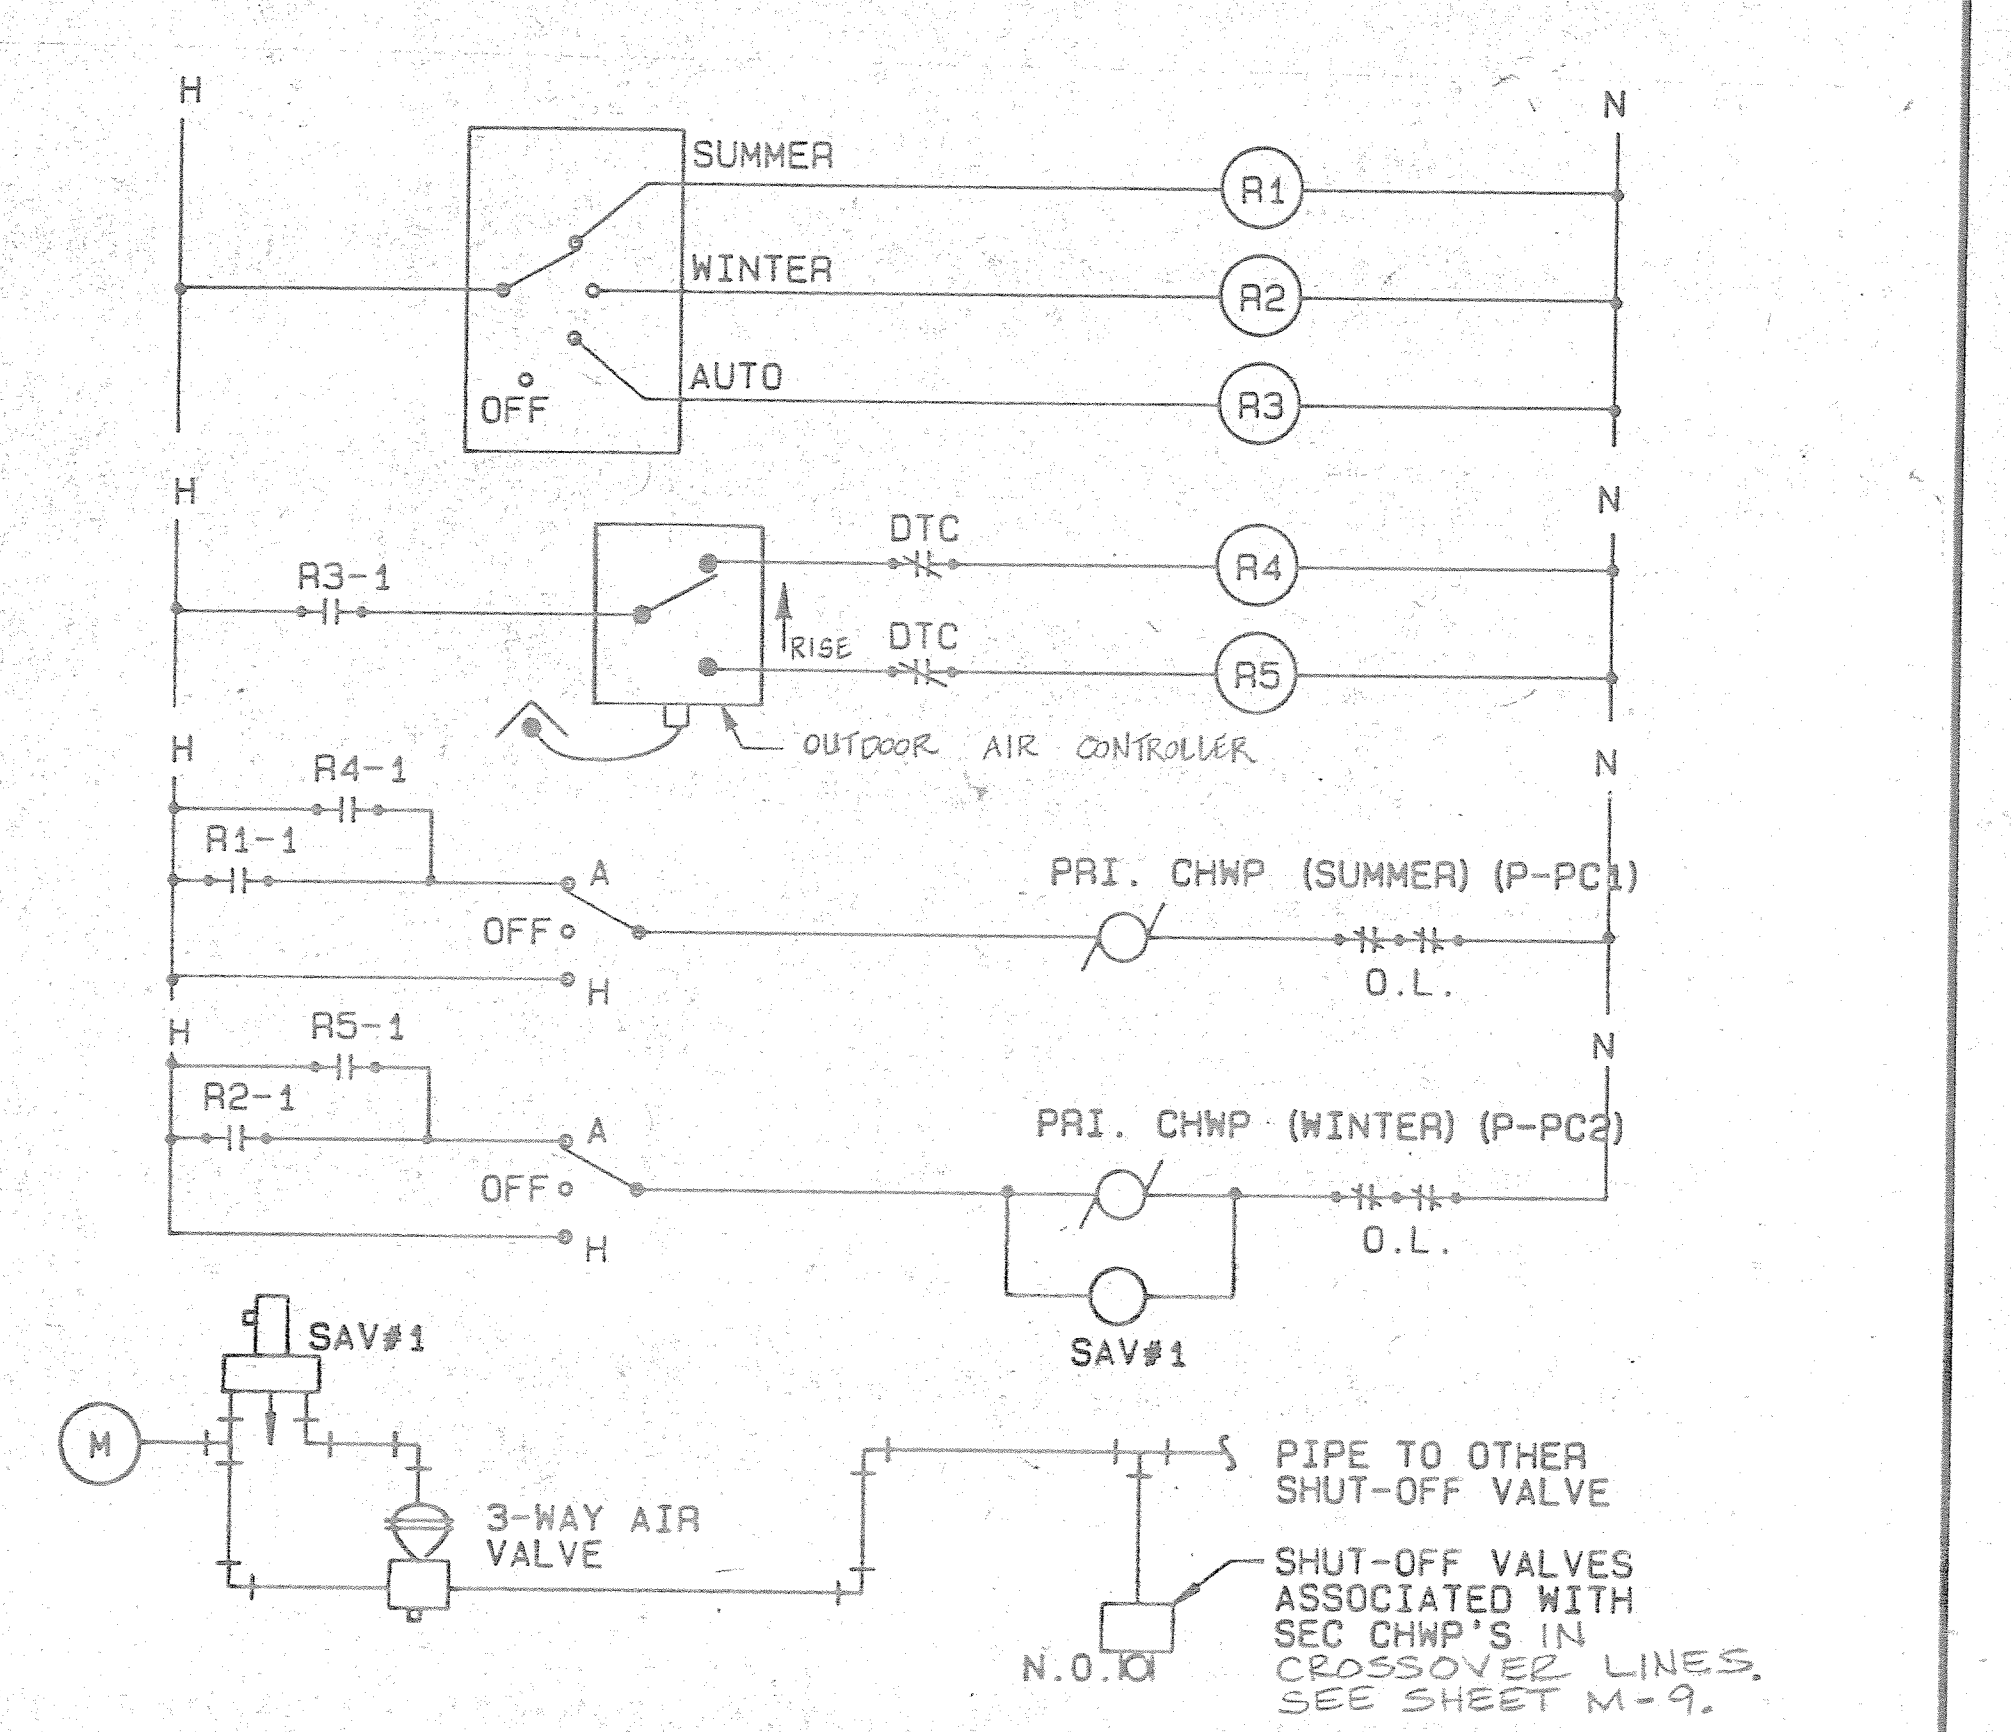 H
N
SUMMER
R1
WINTER
R2
AUTO
R3
OFF
H
N
DTC
R4
R3-1
RISE
DTC
R5
OUTDOOR AIR CONTROLLER
H
N
R4-1
R1-1
A
PRI. CHWP (SUMMER) (P-PC1)
OFF
O.L.
H
H
N
R5-1
R2-1
A
PRI. CHWP (WINTER) (P-PC2)
OFF
O.L.
H
SAV#1
SAV#1
M
3-WAY AIR
VALVE
PIPE TO OTHER
SHUT-OFF VALVE
SHUT-OFF VALVES
ASSOCIATED WITH
SEC CHWP'S IN
CROSSOVER LINES.
SEE SHEET M-9.
N.O.